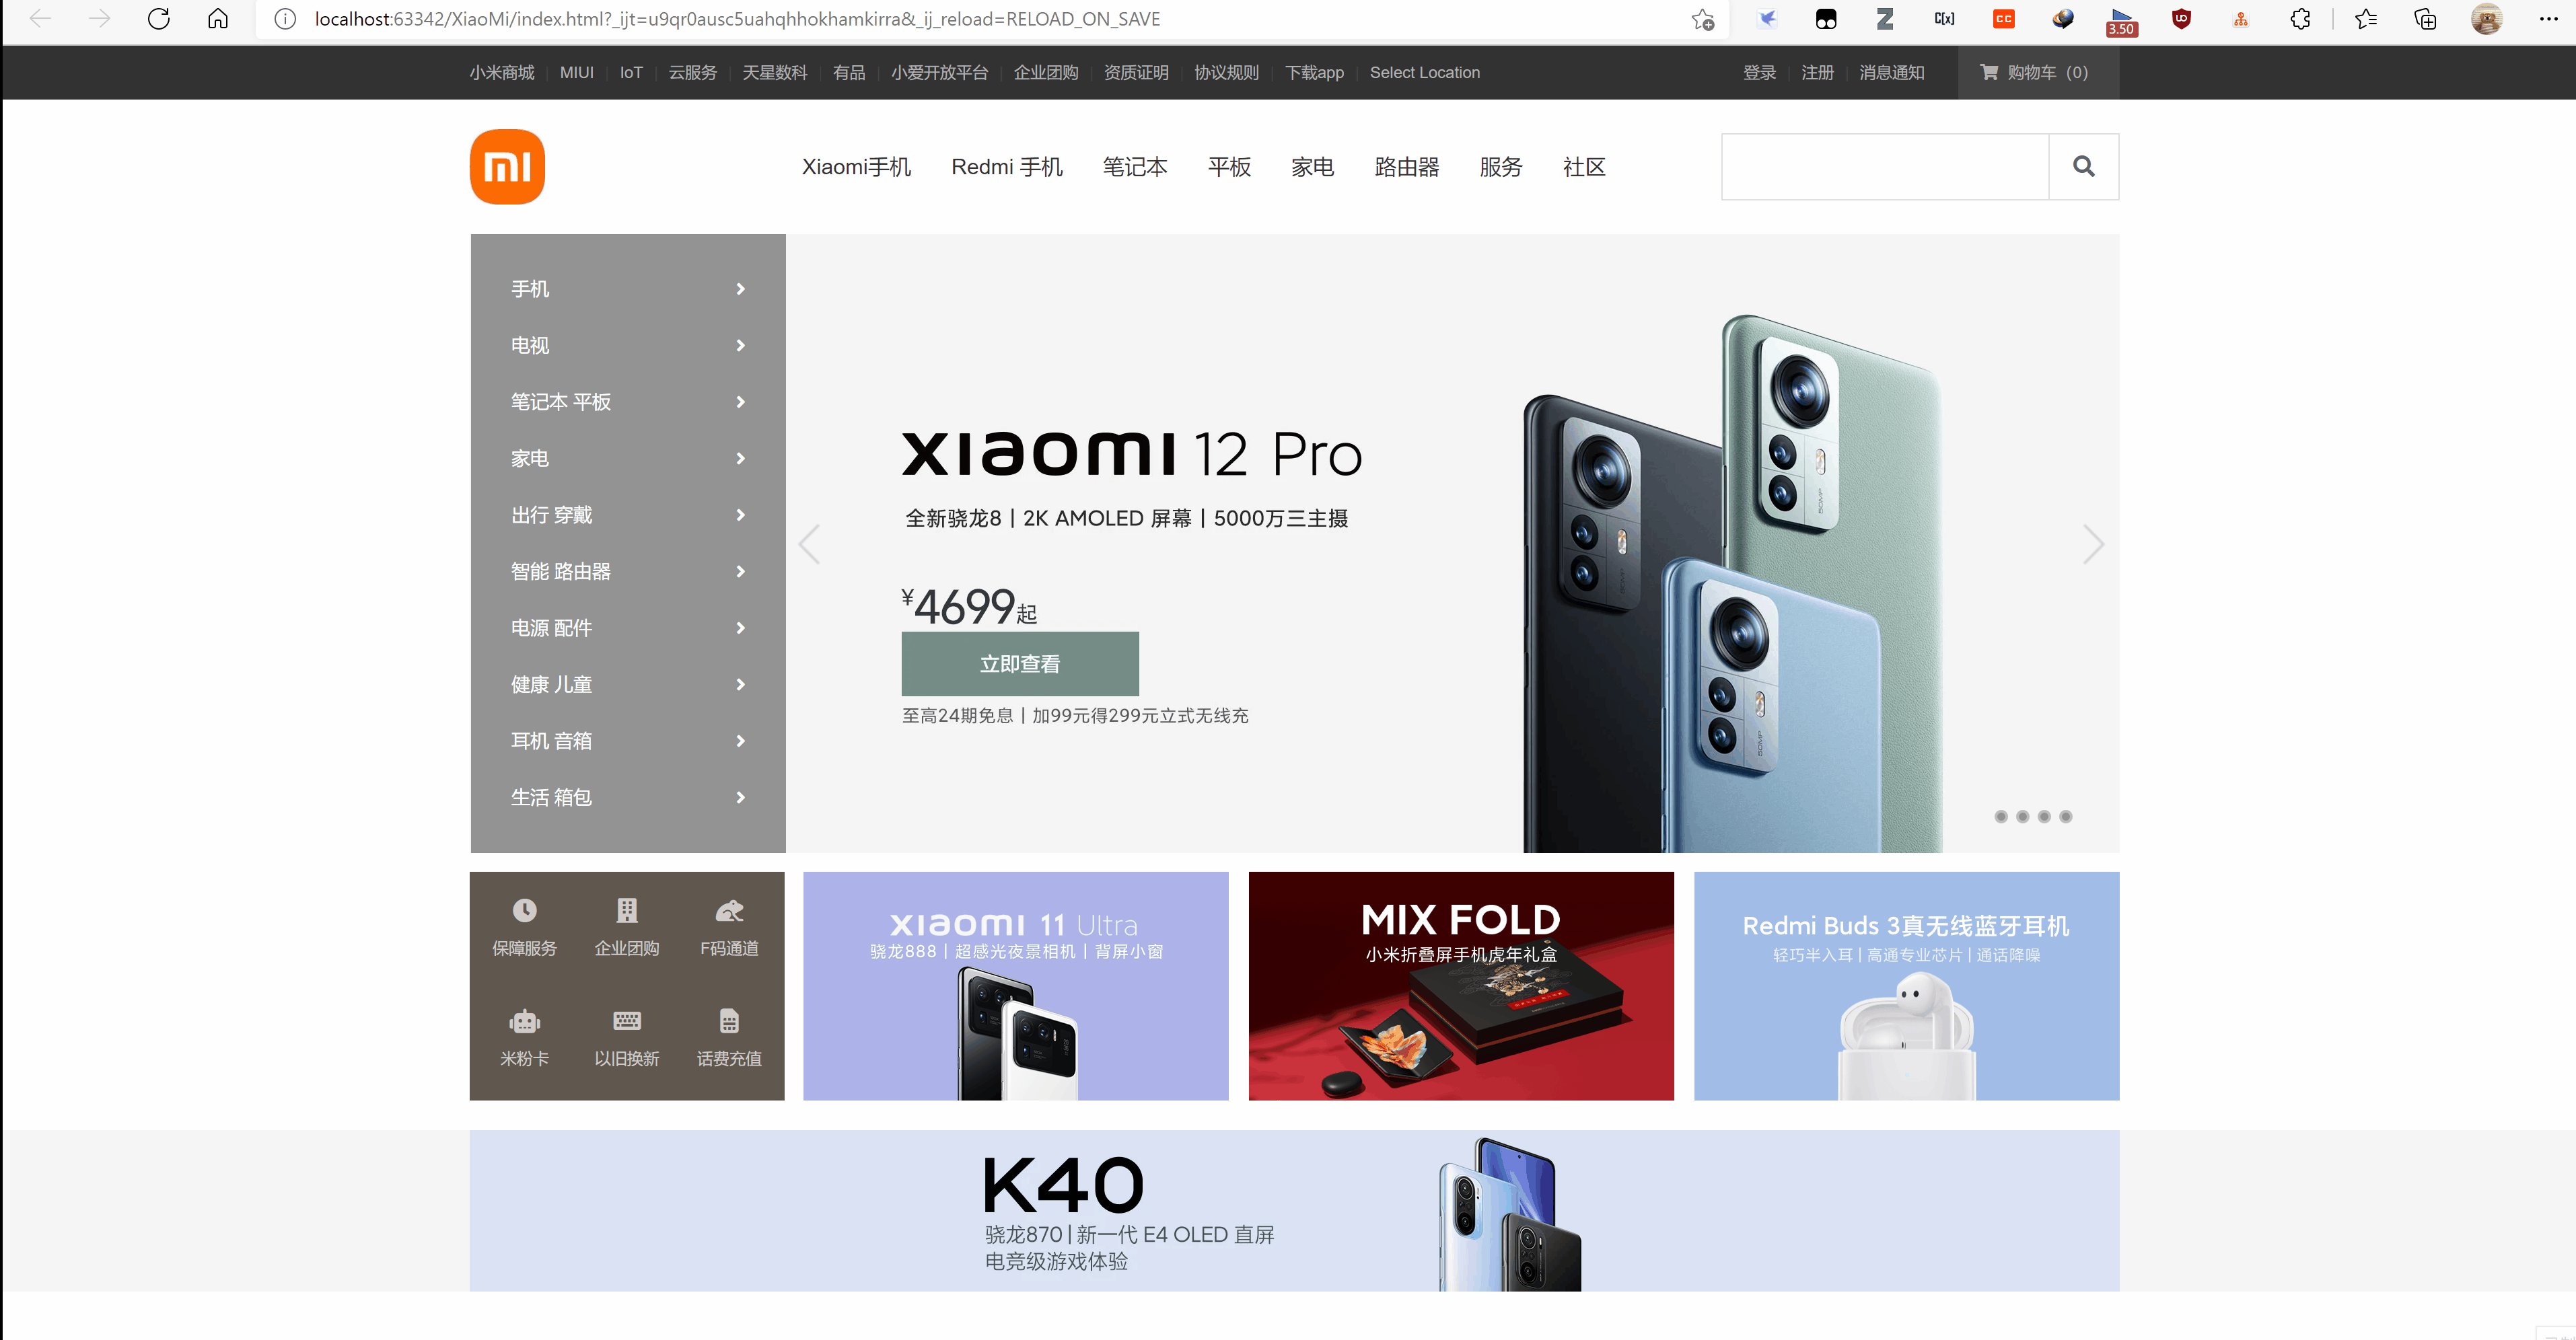 localhost:63342/XiaoMi/index.html?_ijt=u9qr0ausc5uahqhhokhamkirra&_ij_reload=RELOAD_ON_SAVE
C[x]
CC
3.50
小米商城 | MIUI | IoT | 云服务 | 天星数科 | 有品 | 小爱开放平台 | 企业团购 | 资质证明 | 协议规则 | 下载app | Select Location
登录 | 注册 | 消息通知
购物车（0）
mi
Xiaomi手机 Redmi 手机 笔记本 平板 家电 路由器 服务 社区
手机
电视
笔记本 平板
家电
出行 穿戴
智能 路由器
电源 配件
健康 儿童
耳机 音箱
生活 箱包
xiaomi 12 Pro
全新骁龙8 | 2K AMOLED 屏幕 | 5000万三主摄
¥4699起
立即查看
至高24期免息 | 加99元得299元立式无线充
50MP
50MP
50MP
保障服务 企业团购 F码通道
米粉卡 以旧换新 话费充值
xiaomi 11 Ultra
骁龙888 | 超感光夜景相机 | 背屏小窗
MIX FOLD
小米折叠屏手机虎年礼盒
Redmi Buds 3真无线蓝牙耳机
轻巧半入耳 | 高通专业芯片 | 通话降噪
K40
骁龙870 | 新一代 E4 OLED 直屏
电竞级游戏体验